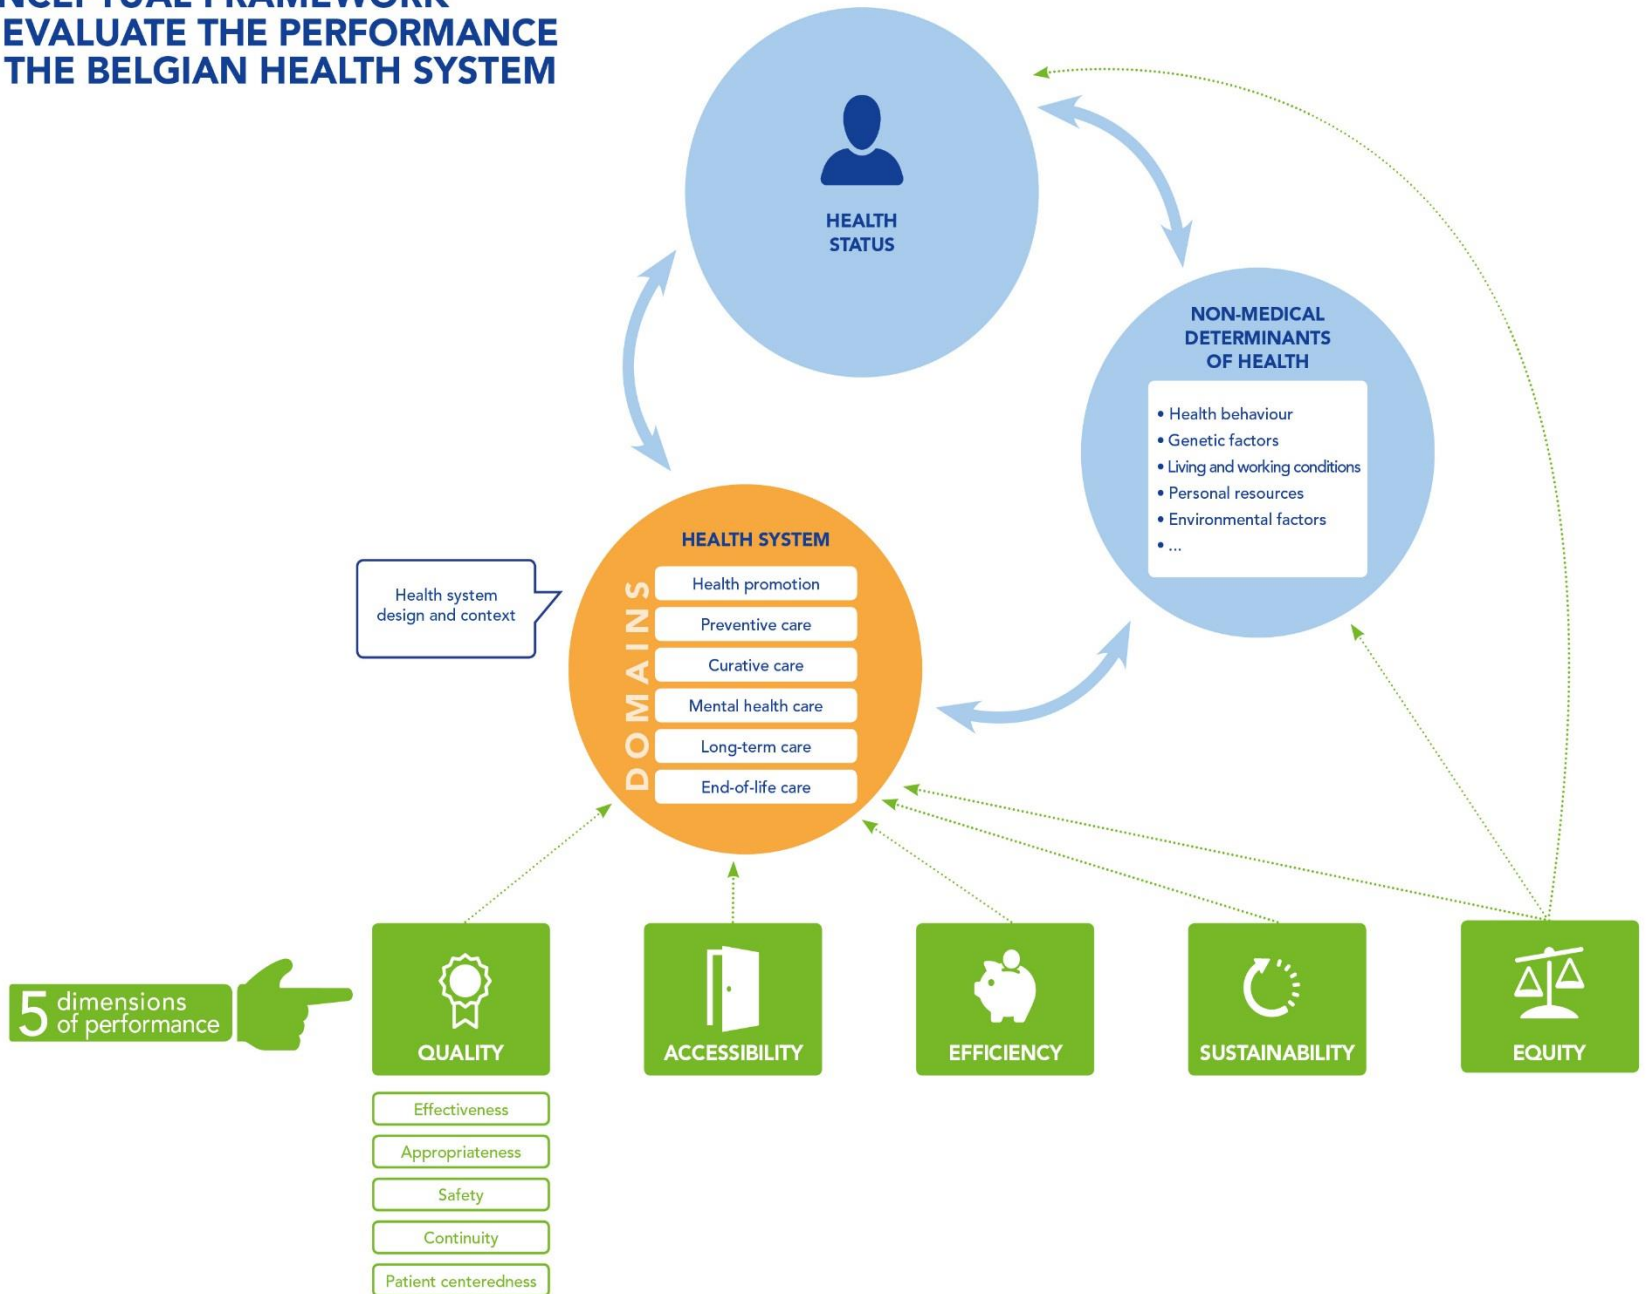 EVALUATE THE PERFORMANCE
THE BELGIAN HEALTH SYSTEM
HEALTH
STATUS
NON-MEDICAL
DETERMINANTS
OF HEALTH
• Health behaviour
• Genetic factors
• Living and working conditions
• Personal resources
• Environmental factors
• ...
HEALTH SYSTEM
DOMAINS
Health promotion
Preventive care
Curative care
Mental health care
Long-term care
End-of-life care
Health system
design and context
5 dimensions
of performance
QUALITY
ACCESSIBILITY
EFFICIENCY
SUSTAINABILITY
EQUITY
Effectiveness
Appropriateness
Safety
Continuity
Patient centeredness